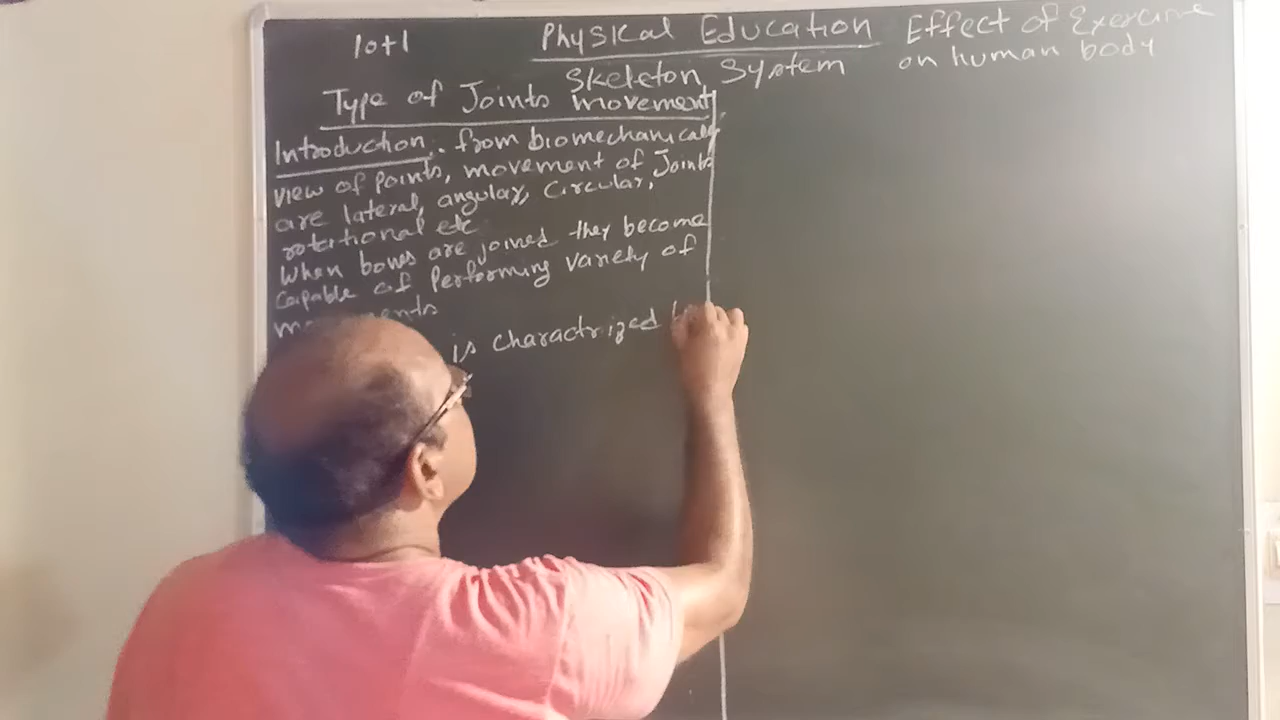 10+1
Physical Education Effect of Exercise
Skeleton System on human body
Type of Joints movement
Introduction:. from biomechanically
view of points, movement of Joints
are lateral, angular, Circular,
rotational etc
When bones are joined they become
Capable of Performing variety of
is charactrized